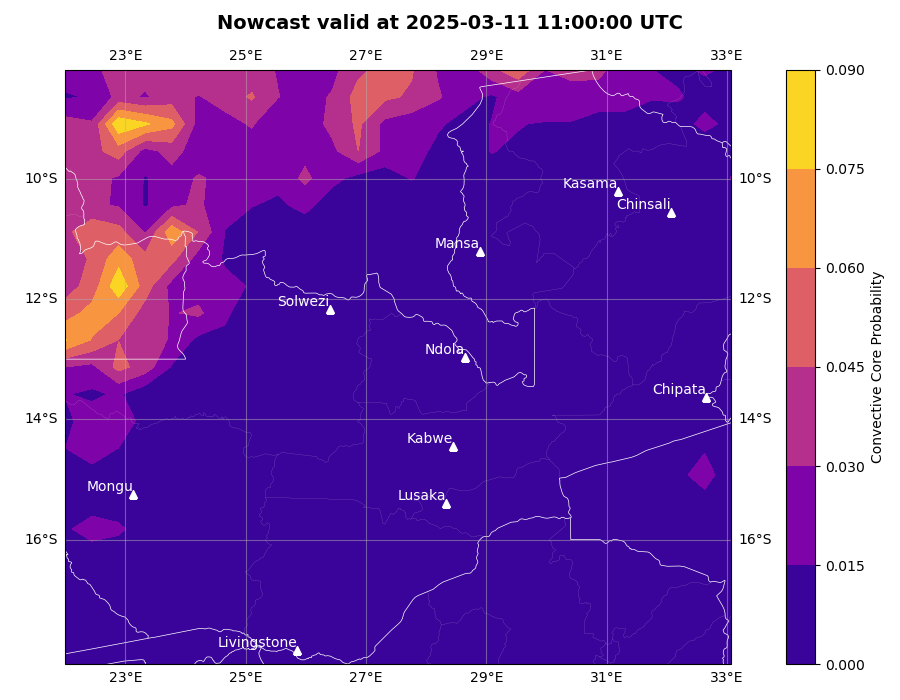 Nowcast valid at 2025-03-11 11:00:00 UTC
23°E 25°E 27°E 29°E 31°E 33°E
0.090
0.075
10°S 10°S
Kasama
Chinsali
Mansa
0.060
12°S 12°S
Solwezi
Ndola
0.045
Convective Core Probability
Chipata
14°S 14°S
Kabwe
0.030
Mongu
Lusaka
16°S 16°S
0.015
Livingstone
0.000
23°E 25°E 27°E 29°E 31°E 33°E